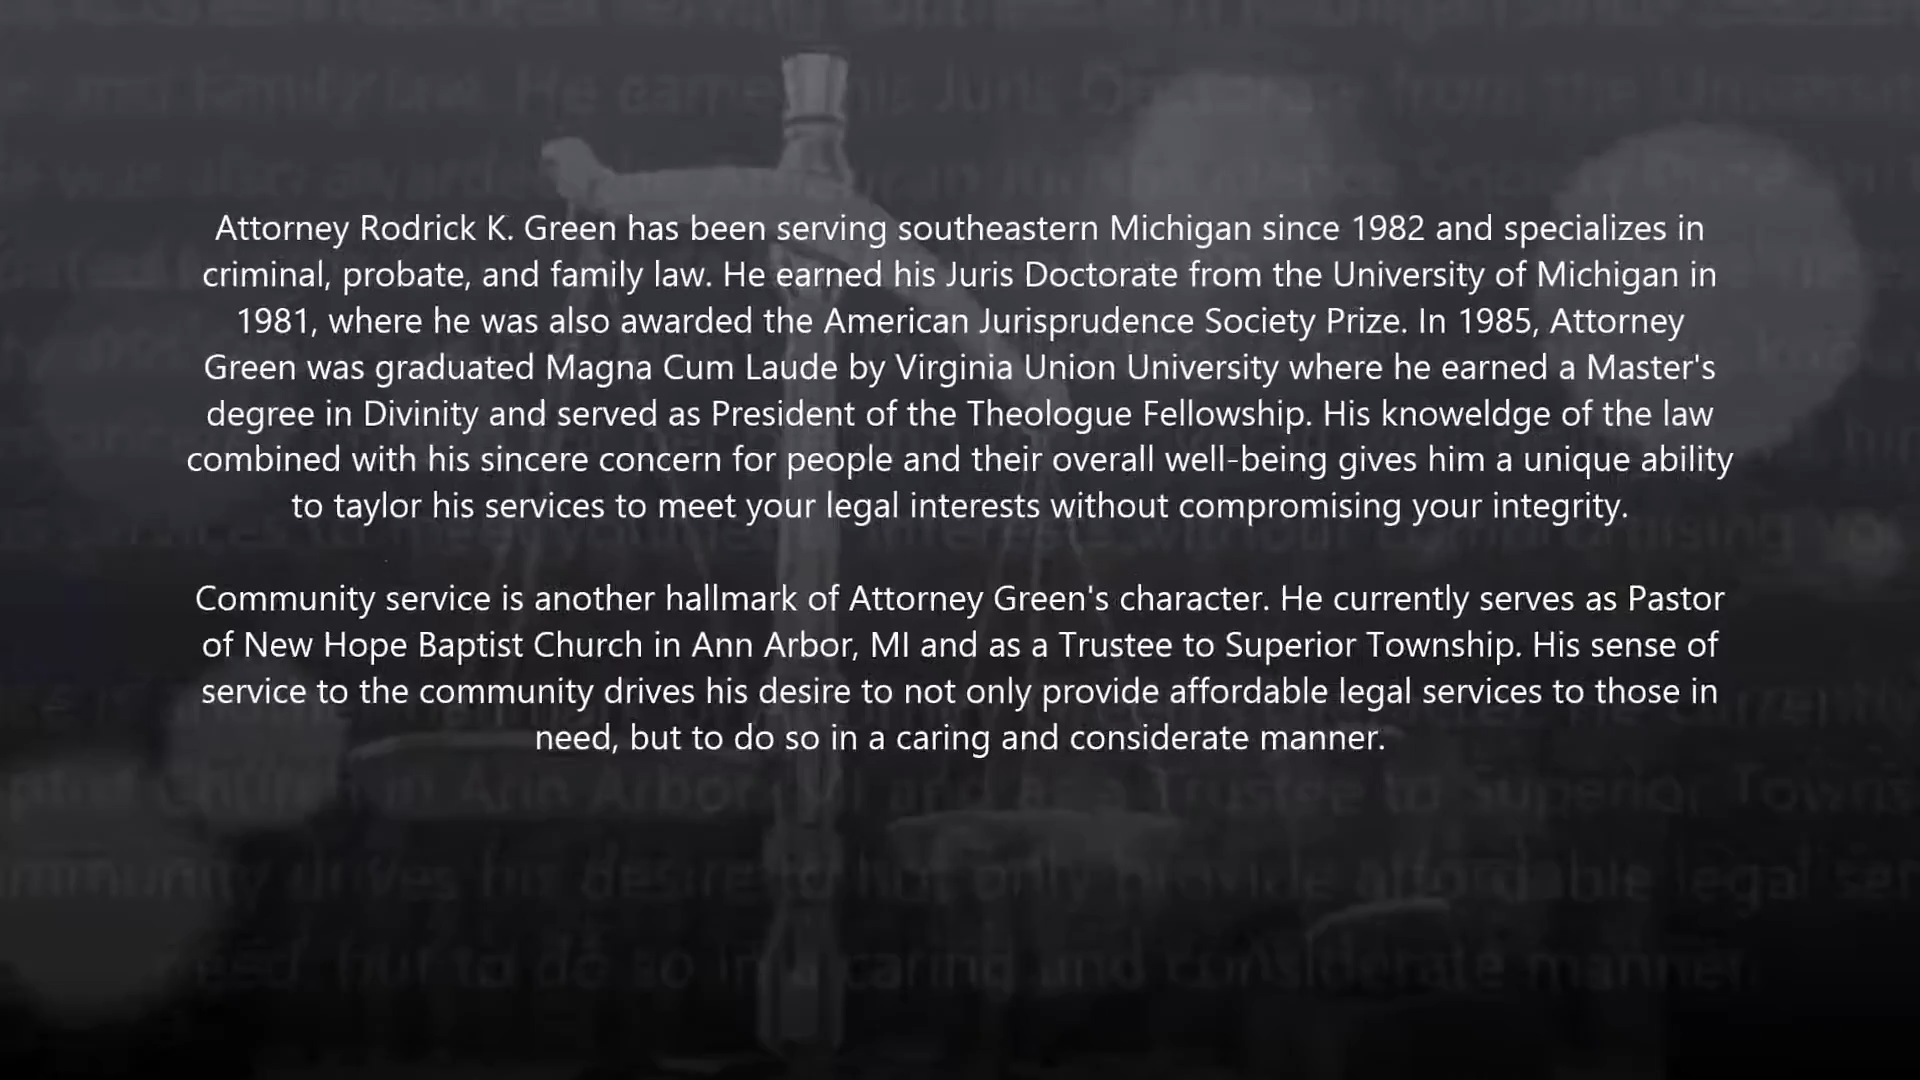 Attorney Rodrick K. Green has been serving southeastern Michigan since 1982 and specializes in
criminal, probate, and family law. He earned his Juris Doctorate from the University of Michigan in
1981, where he was also awarded the American Jurisprudence Society Prize. In 1985, Attorney
Green was graduated Magna Cum Laude by Virginia Union University where he earned a Master's
degree in Divinity and served as President of the Theologue Fellowship. His knoweldge of the law
combined with his sincere concern for people and their overall well-being gives him a unique ability
to taylor his services to meet your legal interests without compromising your integrity.
Community service is another hallmark of Attorney Green's character. He currently serves as Pastor
of New Hope Baptist Church in Ann Arbor, MI and as a Trustee to Superior Township. His sense of
service to the community drives his desire to not only provide affordable legal services to those in
need, but to do so in a caring and considerate manner.